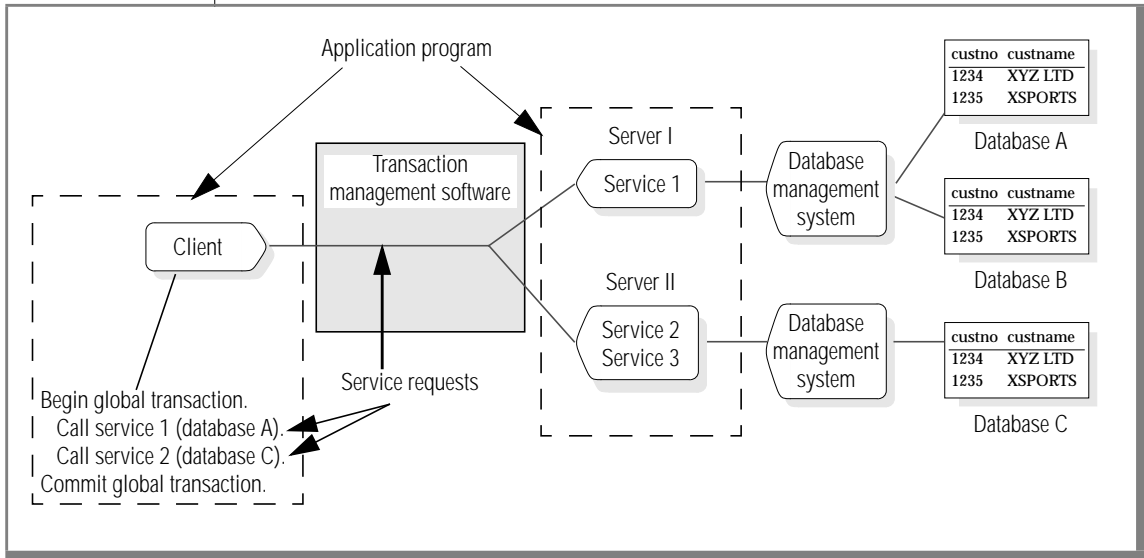 Application program
Transaction
management software
Client
Service requests
Begin global transaction.
Call service 1 (database A).
Call service 2 (database C).
Commit global transaction.
Server I
Service 1
Server II
Service 2
Service 3
Database
management
system
Database
management
system
custno custname
1234 XYZ LTD
1235 XSPORTS
Database A
custno custname
1234 XYZ LTD
1235 XSPORTS
Database B
custno custname
1234 XYZ LTD
1235 XSPORTS
Database C